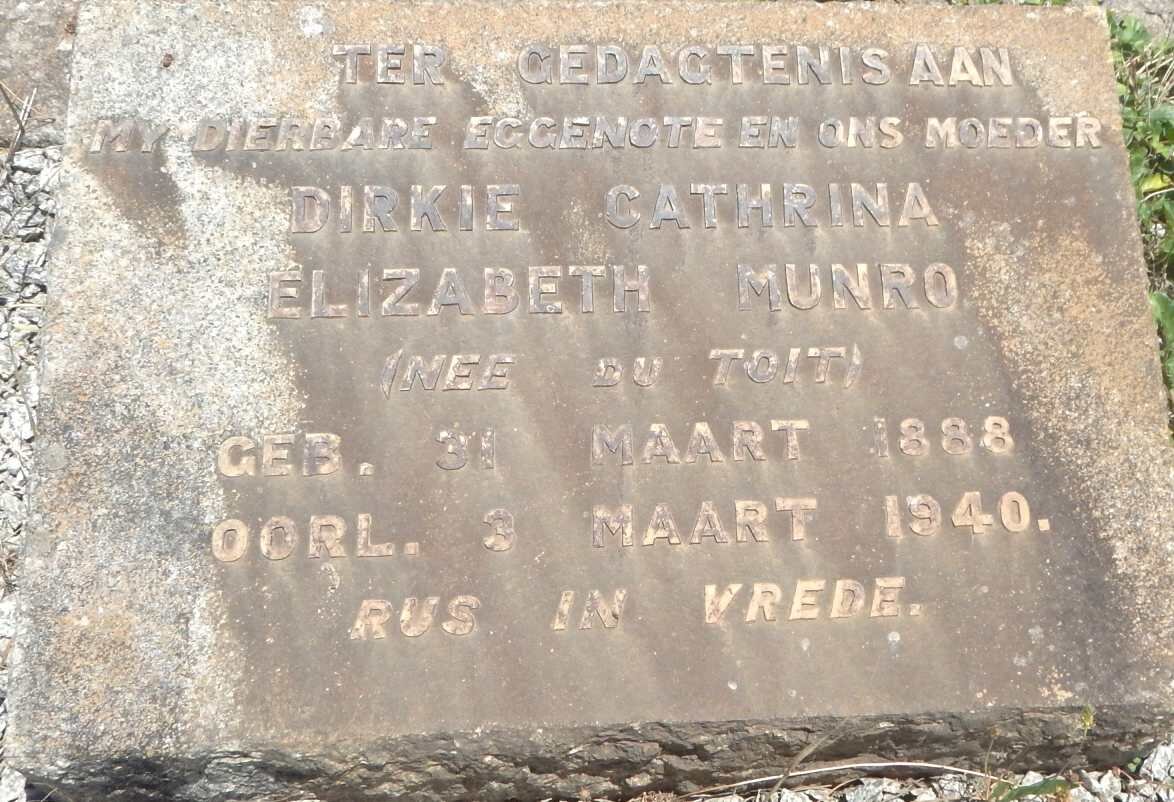 TER GEDAGTENIS AAN
MY DIERBARE EGGENOTE EN ONS MOEDER
DIRKIE CATHRINA
ELIZABETH MUNRO
(NEE DU TOIT)
GEB. 31 MAART 1888
OORL. 3 MAART 1940.
RUS IN VREDE.